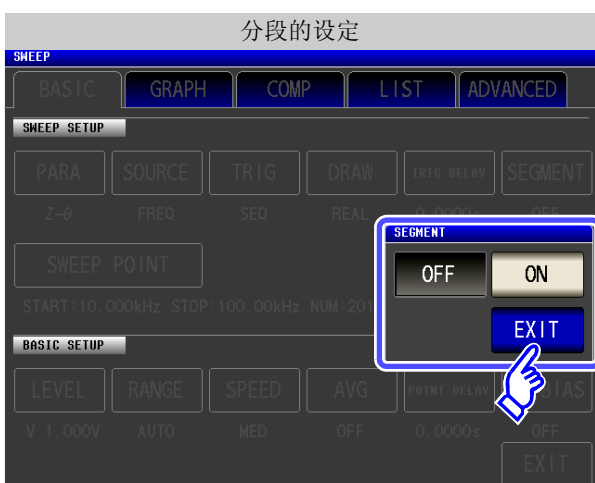 分段的设定
SWEEP
BASIC GRAPH COMP LIST ADVANCED
SWEEP SETUP
PARA SOURCE TRIG DRAW TRIG DELAY SEGMENT
Z-θ FREQ SEQ REAL 0.0000s OFF
SEGMENT
OFF ON
EXIT
SWEEP POINT
START:10.000kHz STOP:100.00kHz NUM:201
BASIC SETUP
LEVEL RANGE SPEED AVG POINT DELAY BIAS
V 1.000V AUTO MED OFF 0.0000s OFF
EXIT